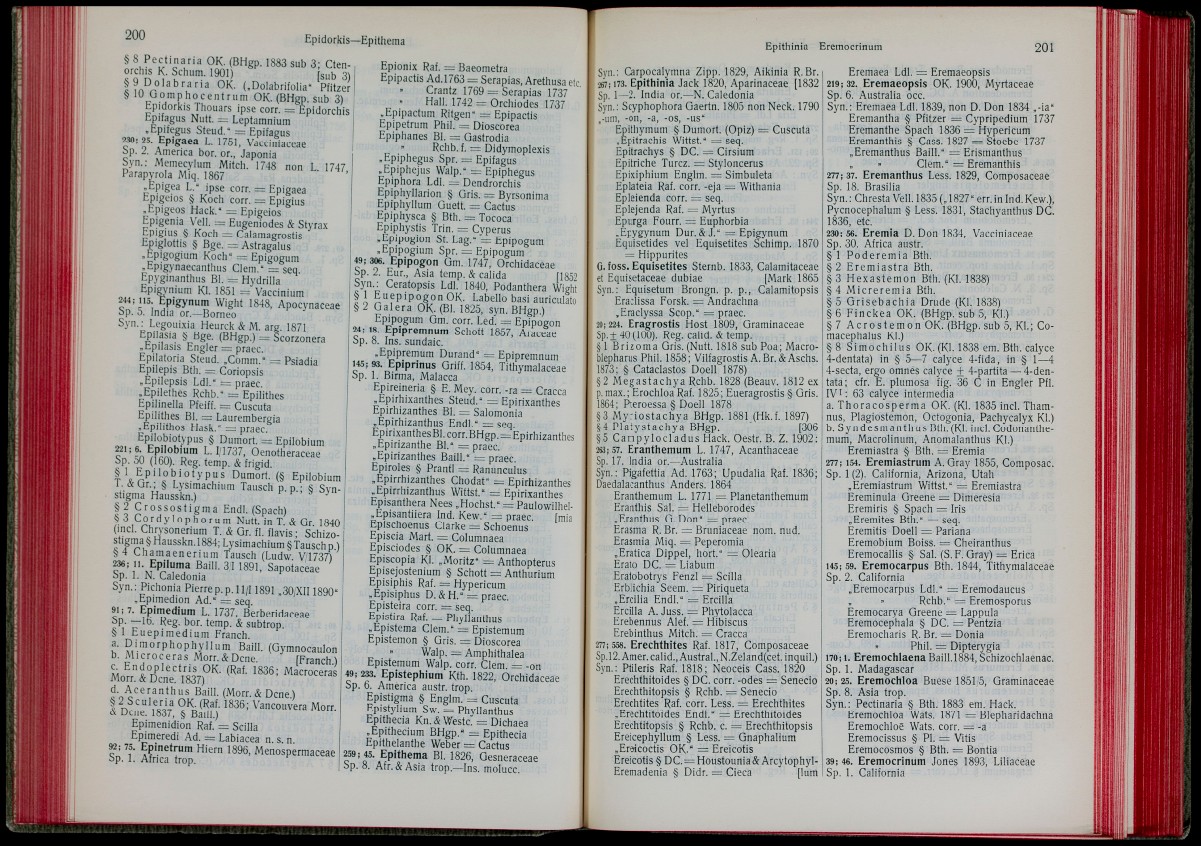 200
Epidorkis—Epithema
§ 8 Pectinaria OK. (BHgp. 1883 sub 3; Cten-
orchis K. Schum. 1901) [sub 3)
§ 9 Dolabraria OK. („Dolabrifolia“ Pfitzer
§ 10 Gomphocentrum OK. (BHgp. sub 3)
Epidorkis Thouars ipse corr. = Epidorchis
Epifagus Nutt. = Leptamnium
„Epifegus Steud.“ = Epifagus
230; 25. Epigaea L. 1751, Vacciniaceae
Sp. 2. America bor. or., Japonia
Syn.: Memecylum Mitch. 1748 non L. 1747,
Parapyrola Miq. 1867
„Epigea L.“ ipse corr. = Epigaea
Epigeios § Koch corr. = Epigius
„Epigeos Hack.“ = Epigeios
Epigenia Vell. = Eugeniodes & Styrax
Epigius § Koch = Calamagrostis
Epiglottis § Bge. = Astragalus
„Epigogium Koch“ = Epigogum
„Epigynaecanthus Clem.“ = seq.
Epygınanthus Bl. = Hydrilla
Epigynium Kl. 1851 = Vaccinium
244; 115. Epigynum Wight 1848, Apocynaceae
Sp. 5. India or.—Borneo
Syn.: Legouixia Heurck & M. arg. 1871
Epilasia § Bge. (BHgp.) = Scorzonera
„Epilasis Engler = praec.
Epilatoria Steud. „Comm.“ = Psiadia
Epilepis Bth. = Coriopsis
„Epilepsis Ldl.“ = praec.
„Epilethes Rchb.“ = Epilithes
Epilinella Pfeiff. = Cuscuta
Epilithes Bl. = Laurembergia
„Epilithos Hask.“ = praec.
Epilobiotypus § Dumort. = Epilobium
221; 6. Epilobium L. 1|1737, Oenotheraceae
Sp. 50 (160). Reg. temp. & frigid.
§ 1 Epilobiotypus Dumort. (§ Epilobium
T. & Gr.; § Lysimachium Tausch p. p.; § Syn-
stigma Hausskn.)
§ 2 Crossostigma Endl. (Spach)
§ 3 Cordylophorum Nutt. in T. & Gr. 1840
(incl. Chrysonerium T. & Gr. fl. flavis; Schizo-
stigma § Hausskn. 1884; Lysimachium § Tausch p.)
§ 4 Chamaenerium Tausch (Ludw. V|1737)
236; 11. Epiluma Baill. 3|I 1891, Sapotaceae
Sp. 1. N. Caledonia
Syn.: Pichonia Pierre p. p. 11|I 1891 „30|XII 1890“
„Epimedion Ad.“ = seq.
91; 7. Epimedium L. 1737, Berberidaceae
Sp. —16. Reg. bor. temp. & subtrop.
§ 1 Euepimedium Franch.
a. Dimorphophyllum Baill. (Gymnocaulon
b. Microceras Morr. & Dcne. [Franch.)
c. Endoplectris OK. (Raf. 1836; Macroceras
Morr. & Dcne. 1837)
d. Aceranthus Baill. (Morr. & Dcne.)
§ 2 Sculeria OK. (Raf. 1836; Vancouvera Morr.
& Dcne. 1837, § Baill.)
Epimenidion Raf. = Scilla
Epimeredi Ad. = Labiacea n. s. n.
92; 75. Epinetrum Hiern 1896, Menospermaceae
Sp. 1. Africa trop.
Epionix Raf. = Baeometra
Epipactis Ad. 1763 = Serapias, Arethusa etc.
„ Crantz 1769 = Serapias 1737
„ Hall. 1742 = Orchiodes 1737
„Epipactum Ritgen“ = Epipactis
Epipetrum Phil. = Dioscorea
Epiphanes Bl. = Gastrodia
„ Rchb. f. = Didymoplexis
„Epiphegus Spr. = Epifagus
„Epiphejus Walp.“ = Epiphegus
Epiphora Ldl. = Dendrorchis
Epiphyllarion § Gris. = Byrsonima
Epiphyllum Guett. = Cactus
Epiphysca § Bth. = Tococa
Epiphystis Trin. = Cyperus
„Epipogion St. Lag.“ = Epipogum
„Epipogium Spr. = Epipogum
49; 306. Epipogon Gm. 1747, Orchidaceae
Sp. 2. Eur., Asia temp. & calida [1852
Syn.: Ceratopsis Ldl. 1840, Podanthera Wight
§ 1 Euepipogon OK. Labello basi auriculato
§ 2 Galera OK. (Bl. 1825, syn. BHgp.)
Epipogum Gm. corr. Led. = Epipogon
24; 18. Epipremnum Schott 1857, Araceae
Sp. 8. Ins. sundaic.
„Epipremum Durand“ = Epipremnum
145; 93. Epiprinus Griff. 1854, Tithymalaceae
Sp. 1. Birma, Malacca
Epireineria § E. Mey. corr. -ra = Cracca
„Epirhixanthes Steud.“ = Epirixanthes
Epirhizanthes Bl. = Salomonia
„Epirhizanthus Endl.“ = seq.
Epirixanthes Bl. corr. BHgp. = Epirhizanthes
„Epirizanthe Bl.“ = praec.
„Epirizanthes Baill.“ = praec.
Epiroles § Prantl = Ranunculus
„Epirrhizanthes Chodat“ = Epirhizanthes
„Epirrhizanthus Wittst.“ = Epirixanthes
Episanthera Nees „Hochst.“ = Paulowilhel-
„Episantiiera Ind. Kew.“ = praec. [mia
Epischoenus Clarke = Schoenus
Episcia Mart. = Columnaea
Episciodes § OK. = Columnaea
Episcopia Kl. „Moritz“ = Anthopterus
Episejostenium § Schott = Anthurium
Episiphis Raf. = Hypericum
„Episiphus D. & H.“ = praec.
Episteira corr. = seq.
Epistira Raf. — Phyllanthus
„Epistema Clem.“ = Epistemum
Epistemon § Gris. = Dioscorea
„ Walp. = Amphithalea
Epistemum Walp. corr. Clem. = -on
49; 233. Epistephium Kth. 1822, Orchidaceae
Sp. 6. America austr. trop.
Epistigma § Englm. = Cuscuta
Epistylium Sw. = Phyllanthus
Epithecia Kn. & Westc. = Dichaea
„Epithecium BHgp.“ = Epithecia
Epithelanthe Weber = Cactus
259; 45. Epithema Bl. 1826, Gesneraceae
Sp. 8. Afr. & Asia trop.—Ins. molucc.
Epithinia Eremocrinum
201
Syn.: Carpocalymna Zipp. 1829, Aikinia R. Br.
267; 173. Epithinia Jack 1820, Aparinaceae [1832
Sp. 1—2. India or.—N. Caledonia
Syn.: Scyphophora Gaertn. 1805 non Neck. 1790
„-um, -on, -a, -os, -us“
Epithymum § Dumort. (Opiz) = Cuscuta
„Epitrachis Wittst.“ = seq.
Epitrachys § DC. = Cirsium
Epitriche Turcz. = Styloncerus
Epixiphium Englm. = Simbuleta
Eplateia Raf. corr. -eja = Withania
Epleienda corr. = seq.
Eplejenda Raf. = Myrtus
Epurga Fourr. = Euphorbia
„Epygynum Dur. & J.“ = Epigynum
Equisetides vel Equisetites Schimp. 1870
= Hippurites
G. foss. Equisetites Sternb. 1833, Calamitaceae
et Equisetaceae dubiae [Mark 1865
Syn.: Equisetum Brongn. p. p., Calamitopsis
Eraclissa Forsk. = Andrachna
„Eraclyssa Scop.“ = praec.
29; 224. Eragrostis Host 1809, Graminaceae
Sp. ± 40 (100). Reg. calid. & temp.
§ 1 Brizoma Gris. (Nutt. 1818 sub Poa; Macro-
blepharus Phil. 1858; Vilfagrostis A. Br. & Aschs.
1873; § Cataclastos Doell 1878)
§ 2 Megastachya Rchb. 1828 (Beauv. 1812 ex
p. max.; Erochloa Raf. 1825; Eueragrostis § Gris.
1864; Pteroessa § Doell 1878
§ 3 Myriostachya BHgp. 1881 (Hk. f. 1897)
§ 4 Platystachya BHgp. [306
§ 5 Campylocladus Hack. Oestr. B. Z. 1902:
263; 57. Eranthemum L. 1747, Acanthaceae
Sp. 17. India or.—Australia
Syn.: Pigafettia Ad. 1763; Upudalia Raf. 1836;
Daedalacanthus Anders. 1864
Eranthemum L. 1771 = Planetanthemum
Eranthis Sal. = Helleborodes
„Eranthus G. Don“ = praec
Erasma R. Br. = Bruniaceae nom. nud.
Erasmia Miq. = Peperomia
„Eratica Dippel, hort.“ = Olearia
Erato DC. = Liabum
Eratobotrys Fenzl = Scilla
Erblichia Seem. = Piriqueta
„Ercilia Endl.“ = Ercilla
Ercilla A. Juss. = Phytolacca
Erebennus Alef. = Hibiscus
Erebinthus Mitch. = Cracca
277; 558. Erechthites Raf. 1817, Composaceae
Sp. 12. Amer. calid., Austral., N. Zeland (cet. inquil.)
Syn.: Ptileris Raf. 1818; Neoceis Cass. 1820
Erechthitoides § DC. corr. -odes = Senecio
Erechthitopsis § Rchb. = Senecio
Erechtites Raf. corr. Less. = Erechthites
„Erechtitoides Endl.“ = Erechthitoides
Erechtitopsis § Rchb. c. = Erechthitopsis
Ereicephyllum § Less. = Gnaphalium
„Ereicoctis OK.“ = Ereicotis
Ereicotis § DC. = Houstounia & Arcytophyl-
Eremadenia § Didr. = Cieca [lum
Eremaea Ldl. = Eremaeopsis
219; 32. Eremaeopsis OK. 1900, Myrtaceae
Sp. 6. Australia occ.
Syn.: Eremaea Ldl. 1839, non D. Don 1834 „-ia“
Eremantha § Pfitzer = Cypripedium 1737
Eremanthe Spach 1836 = Hypericum
Eremanthis § Cass. 1827 = Stoebe 1737
„Eremanthus Baill.“ = Erismanthus
„ Clem.“ = Eremanthis
277; 37. Eremanthus Less. 1829, Composaceae
Sp. 18. Brasilia
Syn.: Chresta Vell. 1835 („1827“ err. in Ind. Kew.),
Pycnocephalum § Less. 1831, Stachyanthus DC.
1836, etc.
230; 56. Eremia D. Don 1834, Vacciniaceae
Sp. 30. Africa austr.
§ 1 Poderemia Bth.
§ 2 Eremiastra Bth.
§ 3 Hexastemon Bth. (Kl. 1838)
§ 4 Micreremia Bth.
§ 5 Grisebachia Drude (Kl. 1838)
§ 6 Finckea OK. (BHgp. sub 5, Kl.)
§ 7 Acrostemon OK. (BHgp. sub 5, Kl.; Co-
macephalus Kl.)
§ 8 Simochilus OK. (Kl. 1838 em. Bth. calyce
4-dentata) in § 5—7 calyce 4-fida, in § 1—4
4-secta, ergo omnes calyce ± 4-partita — 4-den-
tata; cfr. E. plumosa fig. 36 C in Engler Pfl.
IV¹: 63 calyce intermedia
a. Thoracosperma OK. (Kl. 1835 incl. Tham-
nus, Plagiostemon, Octogonia, Pachycalyx Kl.)
b. Syndesmanthus Bth. (Kl. incl. Codonanthe-
mum, Macrolinum, Anomalanthus Kl.)
Eremiastra § Bth. = Eremia
277; 154. Eremiastrum A. Gray 1855, Composac.
Sp. 1 (2). California, Arizona, Utah
„Eremiastrum Wittst.“ = Eremiastra
Ereminula Greene = Dimeresia
Eremiris § Spach = Iris
„Eremites Bth.“ — seq.
Eremitis Doell = Pariana
Eremobium Boiss. = Cheiranthus
Eremocallis § Sal. (S. F. Gray) = Erica
145; 59. Eremocarpus Bth. 1844, Tithymalaceae
Sp. 2. California
„Eremocarpus Ldl.“ = Eremodaucus
„ „ Rchb.“ = Eremosporus
Eremocarya Greene = Lappula
Eremocephala § DC. = Pentzia
Eremocharis R. Br. = Donia
„ Phil. = Dipterygia
170; 1. Eremochlaena Baill. 1884, Schizochlaenac.
Sp. 1. Madagascar
20; 25. Eremochloa Buese 1851|5, Graminaceae
Sp. 8. Asia trop.
Syn.: Pectinaria § Bth. 1883 em. Hack.
Eremochloa Wats. 1871 = Blepharidachna
Eremochloë Wats. corr. = -a
Eremocissus § Pl. = Vitis
Eremocosmus § Bth. = Bontia
39; 46. Eremocrinum Jones 1893, Liliaceae
Sp. 1. California